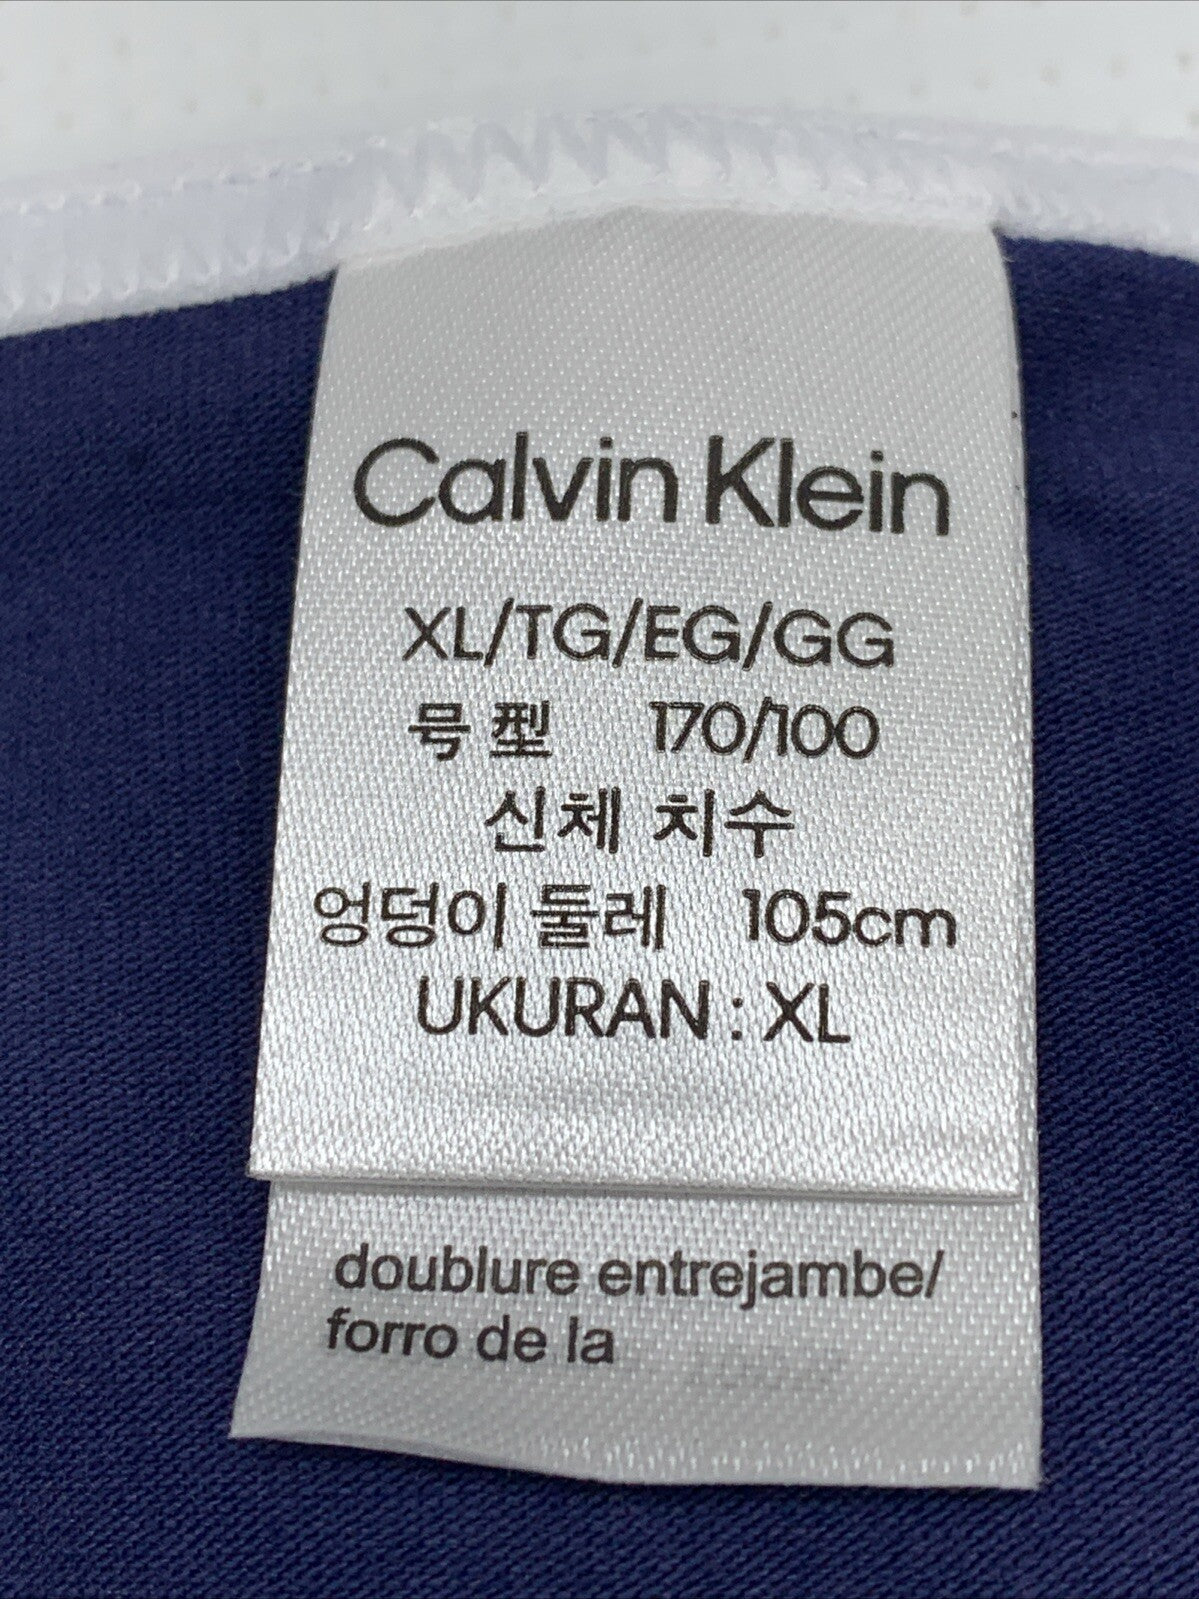 Calvin Klein
XL/TG/EG/GG
号型 170/100
신체 치수
엉덩이 둘레 105cm
UKURAN : XL
doublure entrejambe/
forro de la